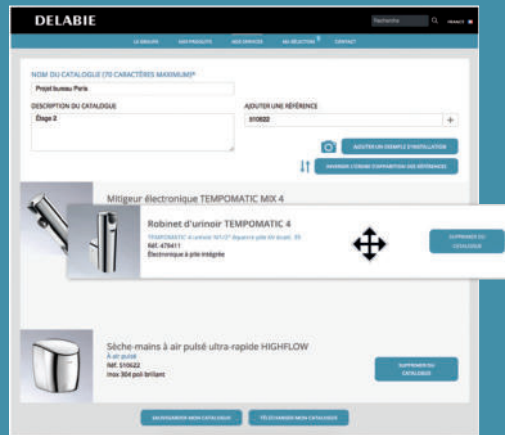 DELABIE
Recherche
FRANCE
LE GROUPE
NOS PRODUITS
NOS SERVICES
MA SÉLECTION
CONTACT
NOM DU CATALOGUE (70 CARACTÈRES MAXIMUM)*
Projet bureau Paris
DESCRIPTION DU CATALOGUE
Étage 2
AJOUTER UNE RÉFÉRENCE
510622
+
AJOUTER UN EXEMPLE D'INSTALLATION
INVERSER L'ORDRE D'APPARITION DES RÉFÉRENCES
Mitigeur électronique TEMPOMATIC MIX 4
Robinet d'urinoir TEMPOMATIC 4
TEMPOMATIC 4 urinoir
Réf. 479411
Électronique à pile intégrée
SUPPRIMER DU
CATALOGUE
Sèche-mains à air pulsé ultra-rapide HIGHFLOW
À air pulsé
Réf. 510622
Inox 304 poli brillant
SUPPRIMER DU
CATALOGUE
SAUVEGARDER MON CATALOGUE
TÉLÉCHARGER MON CATALOGUE